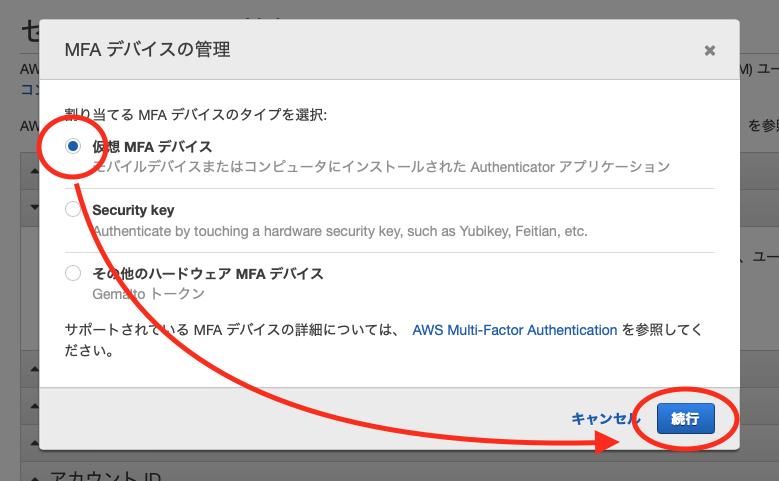 MFA デバイスの管理
AW
M) ユー
コン
割り当てる MFA デバイスのタイプを選択:
AW
を参照
仮想 MFA デバイス
モバイルデバイスまたはコンピュータにインストールされた Authenticator アプリケーション
Security key
Authenticate by touching a hardware security key, such as Yubikey, Feitian, etc.
、ユー
その他のハードウェア MFA デバイス
Gemalto トークン
サポートされている MFA デバイスの詳細については、 AWS Multi-Factor Authentication を参照してく
ださい。
キャンセル 続行
アカウント ID